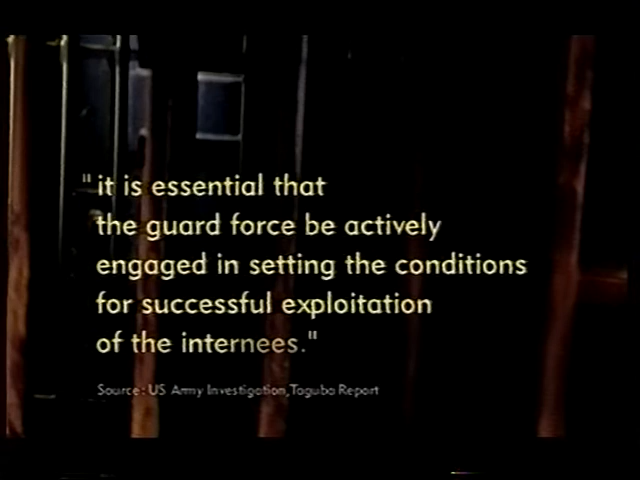 "it is essential that
the guard force be actively
engaged in setting the conditions
for successful exploitation
of the internees."
Source: US Army Investigation, Taguba Report